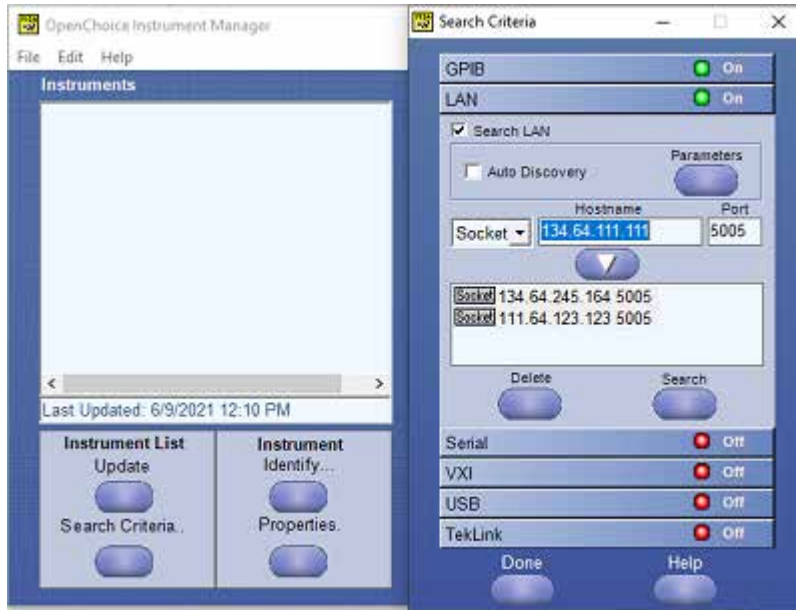 OpenChoice Instrument Manager
File Edit Help
Instruments
Last Updated: 6/9/2021 12:10 PM
Instrument List
Update
Search Criteria..
Instrument
Identify...
Properties.
Search Criteria
GPIB On
LAN On
Search LAN
Auto Discovery
Parameters
Hostname Port
Socket 134.64.111.111 5005
Socket 134.64.245.164 5005
Socket 111.64.123.123 5005
Delete Search
Serial Off
VXI Off
USB Off
TekLink Off
Done Help